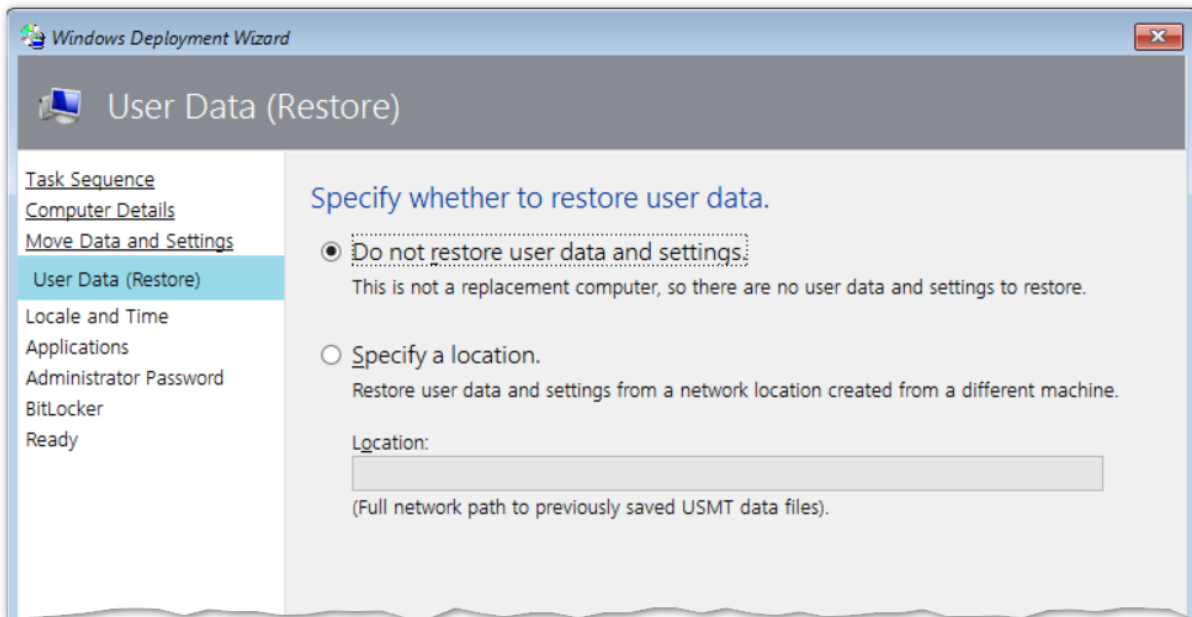 Windows Deployment Wizard
User Data (Restore)
Task Sequence
Computer Details
Move Data and Settings
User Data (Restore)
Locale and Time
Applications
Administrator Password
BitLocker
Ready
Specify whether to restore user data.
Do not restore user data and settings.
This is not a replacement computer, so there are no user data and settings to restore.
Specify a location.
Restore user data and settings from a network location created from a different machine.
Location:
(Full network path to previously saved USMT data files).